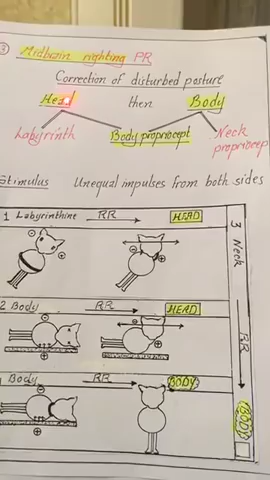 3 Midbrain righting PR
Correction of disturbed posture
Head then Body
Labyrinth Body propriocept Neck
propriocep
Stimulus Unequal impulses from both sides
1 Labyrinthine RR HEAD
3 Neck RR BODY
2 Body RR HEAD
Body RR BODY